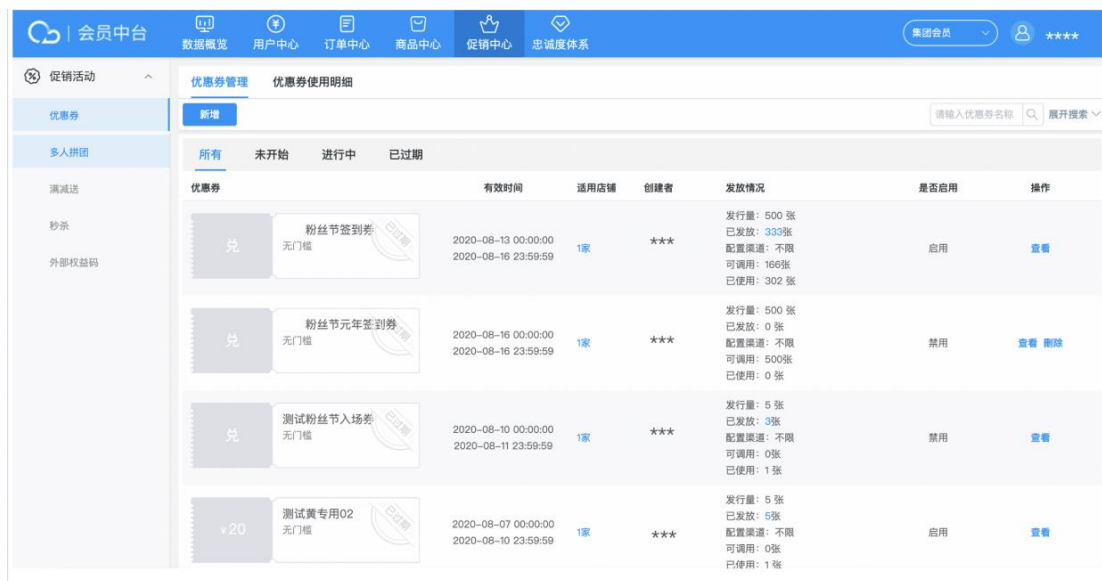 会员中台
数据概览 用户中心 订单中心 商品中心 促销中心 忠诚度体系
集团会员 ****
促销活动
优惠券
多人拼团
满减送
秒杀
外部权益码
优惠券管理 优惠券使用明细
新增
请输入优惠券名称 展开搜索
所有 未开始 进行中 已过期
优惠券 有效时间 适用店铺 创建者 发放情况 是否启用 操作
兑
粉丝节签到券
无门槛
已过期
2020-08-13 00:00:00
2020-08-16 23:59:59
1家
***
发行量：500 张
已发放：333张
配置渠道：不限
可调用：166张
已使用：302 张
启用
查看
兑
粉丝节元年签到券
无门槛
已过期
2020-08-16 00:00:00
2020-08-16 23:59:59
1家
***
发行量：500 张
已发放：0 张
配置渠道：不限
可调用：500张
已使用：0 张
禁用
查看 删除
兑
测试粉丝节入场券
无门槛
已过期
2020-08-10 00:00:00
2020-08-11 23:59:59
1家
***
发行量：5 张
已发放：3张
配置渠道：不限
可调用：0张
已使用：1 张
禁用
查看
¥20
测试黄专用02
无门槛
已过期
2020-08-07 00:00:00
2020-08-10 23:59:59
1家
***
发行量：5 张
已发放：5张
配置渠道：不限
可调用：0张
已使用：1 张
启用
查看